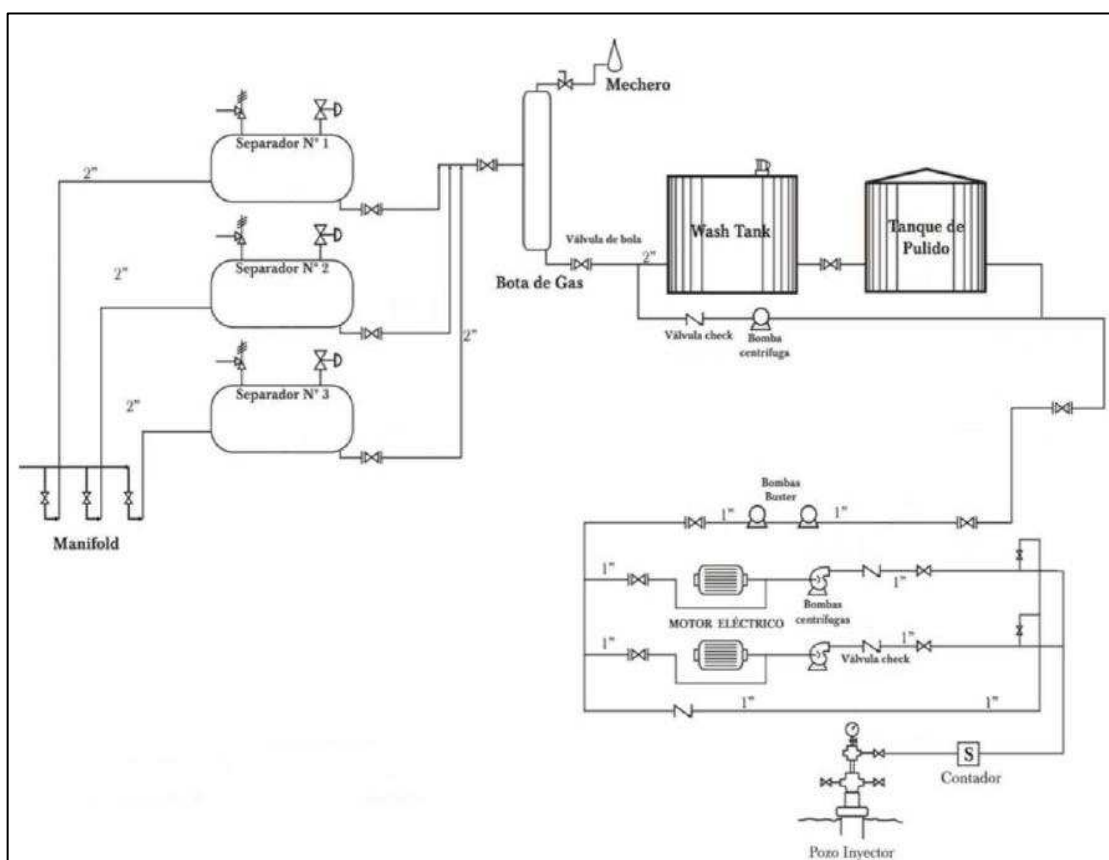 Mechero
Separador N° 1
2"
Separador N° 2
2"
Separador N° 3
2"
2"
Manifold
Bota de Gas
Válvula de bola
2"
Wash Tank
Tanque de
Pulido
Válvula check
Bomba
centrífuga
Bombas
Buster
1"
1"
1"
MOTOR ELÉCTRICO
Bombas
centrífugas
1"
1"
Válvula check
1"
1"
1"
S
Contador
Pozo Inyector